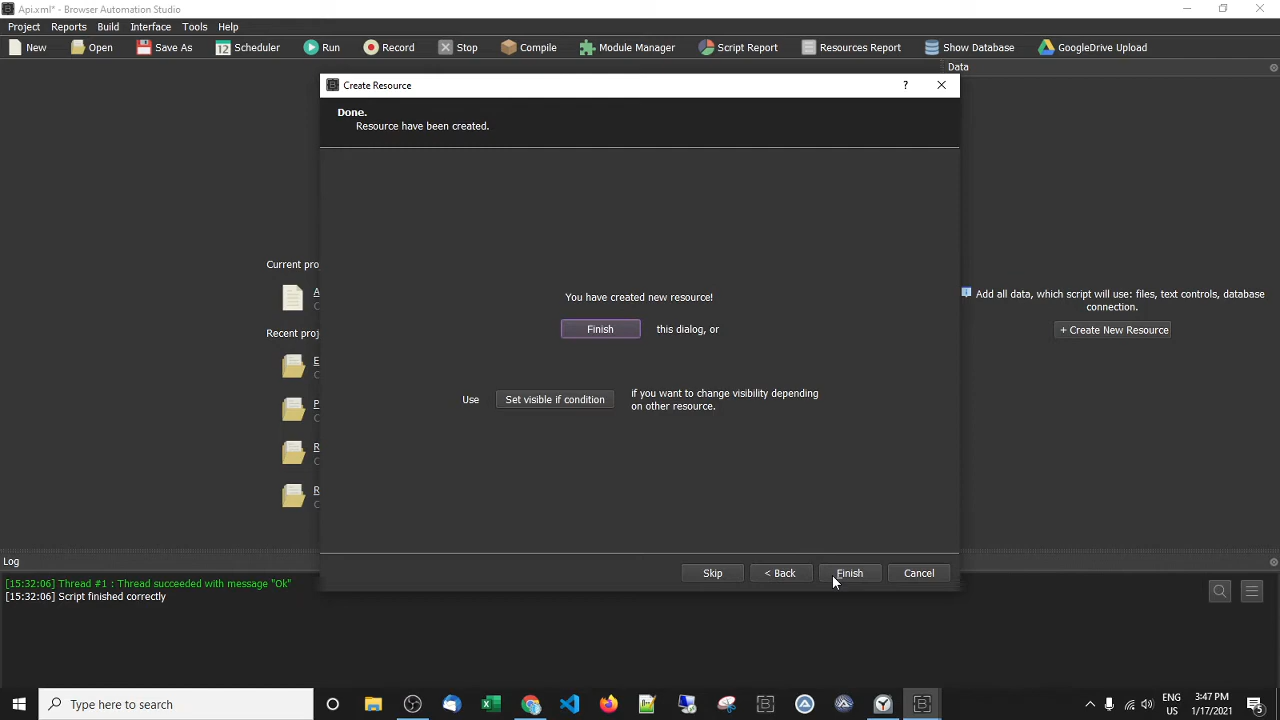 Api.xml* - Browser Automation Studio
Project Reports Build Interface Tools Help
New Open Save As 12 Scheduler Run Record Stop Compile Module Manager Script Report Resources Report Show Database GoogleDrive Upload
Data
Create Resource ?
Done.
Resource have been created.
Current pro
A
C
Recent proj
E
C
P
C
R
C
R
C
You have created new resource!
Finish this dialog, or
Use Set visible if condition if you want to change visibility depending
on other resource.
Add all data, which script will use: files, text controls, database
connection.
+ Create New Resource
Skip < Back Finish Cancel
Log
[15:32:06] Thread #1 : Thread succeeded with message "Ok"
[15:32:06] Script finished correctly
Type here to search
ENG
US
3:47 PM
1/17/2021
5